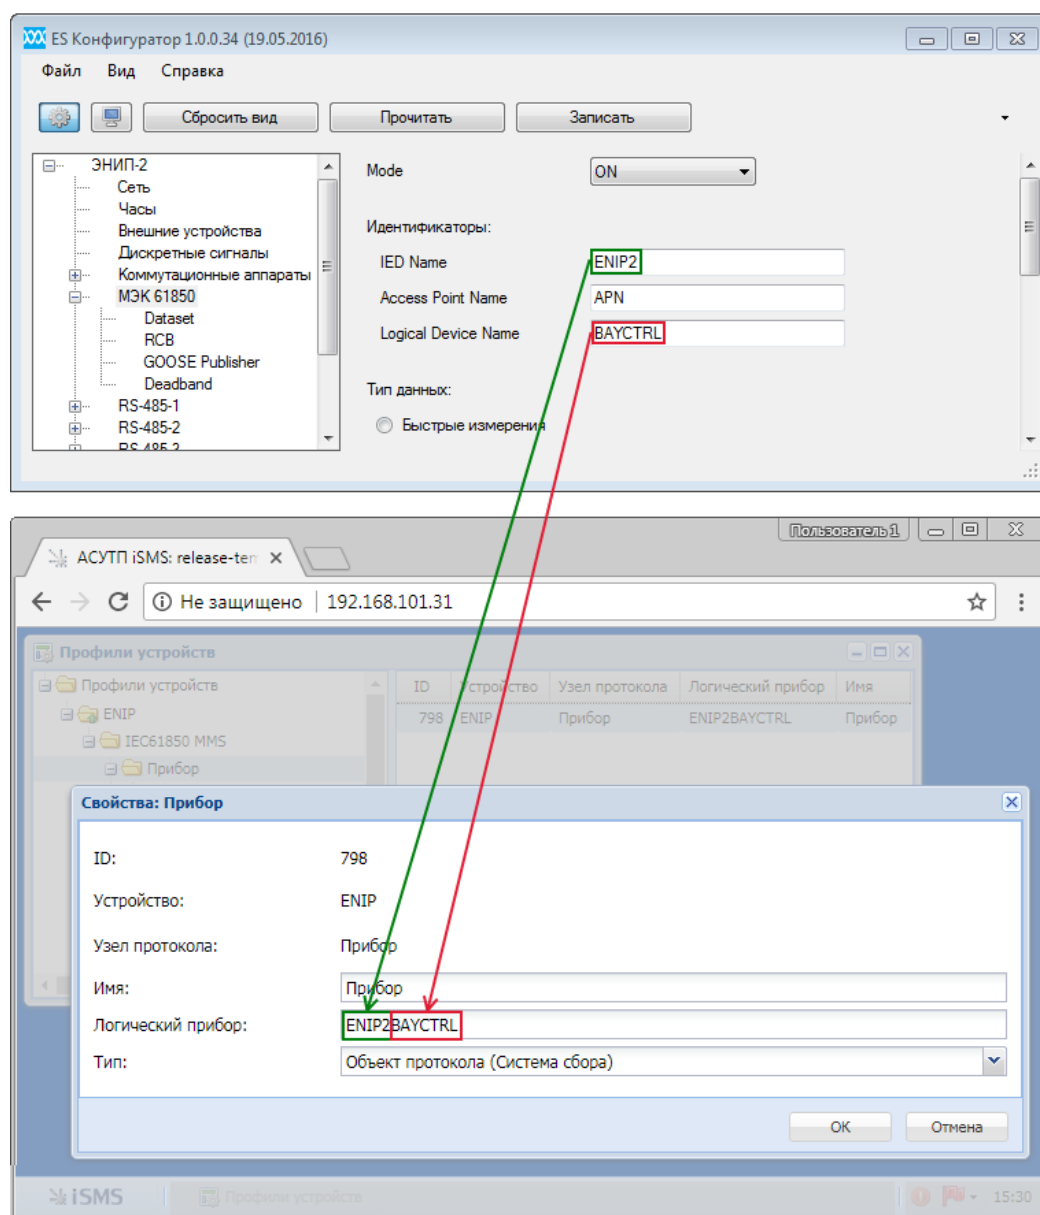 ES Конфигуратор 1.0.0.34 (19.05.2016)
Файл Вид Справка
Сбросить вид Прочитать Записать
ЭНИП-2
Сеть
Часы
Внешние устройства
Дискретные сигналы
Коммутационные аппараты
МЭК 61850
Dataset
RCB
GOOSE Publisher
Deadband
RS-485-1
RS-485-2
RS-485-3
Mode ON
Идентификаторы:
IED Name ENIP2
Access Point Name APN
Logical Device Name BAYCTRL
Тип данных:
Быстрые измерения
Пользователь 1
АСУТП iSMS: release-ten
Не защищено 192.168.101.31
Профили устройств
Профили устройств
ENIP
IEC61850 MMS
Прибор
ID Устройство Узел протокола Логический прибор Имя
798 ENIP Прибор ENIP2BAYCTRL Прибор
Свойства: Прибор
ID: 798
Устройство: ENIP
Узел протокола: Прибор
Имя: Прибор
Логический прибор: ENIP2BAYCTRL
Тип: Объект протокола (Система сбора)
OK Отмена
iSMS Профили устройств 15:30